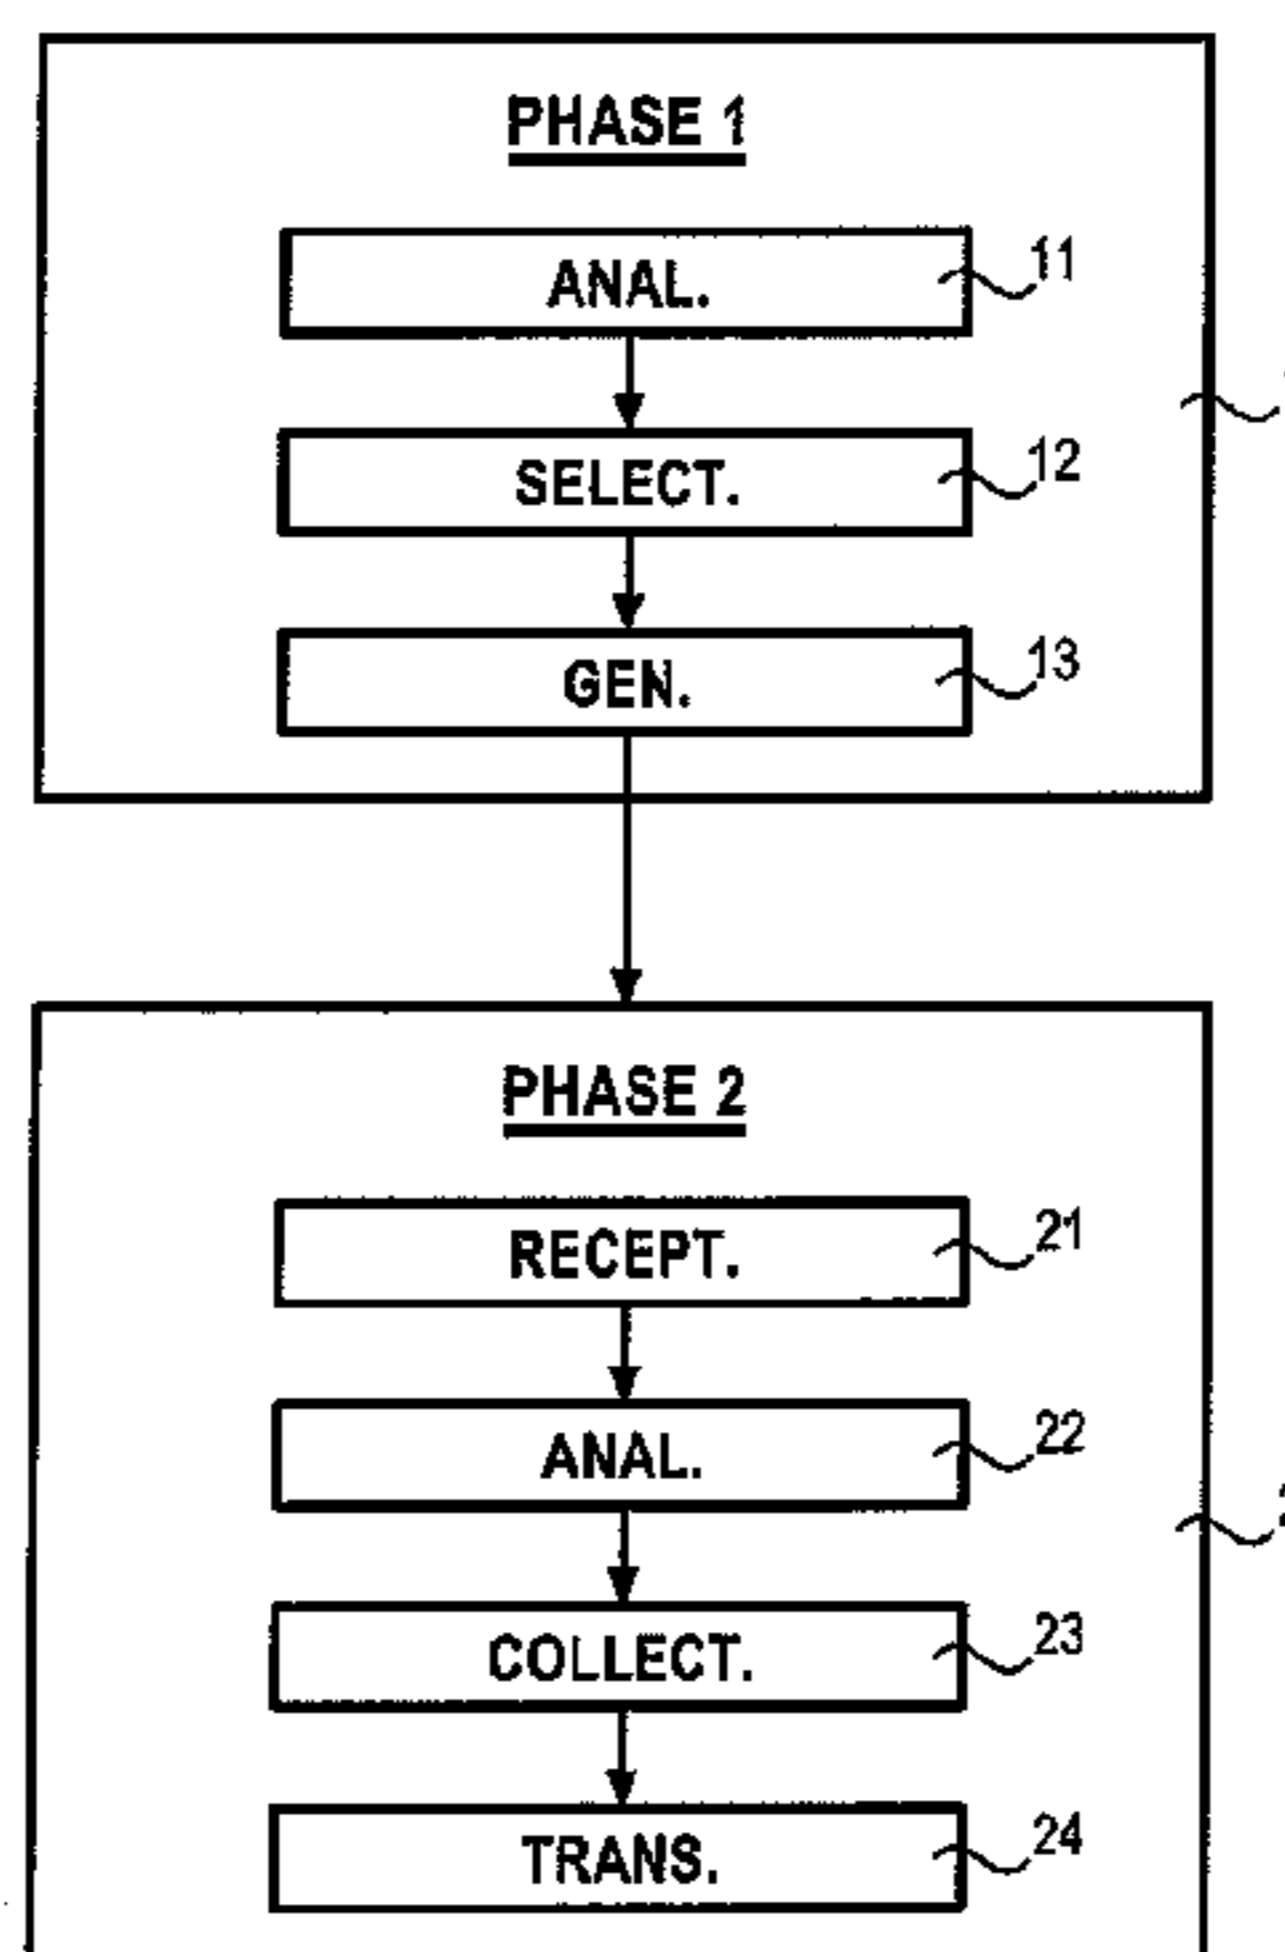 PHASE 1
ANAL. 11
SELECT. 12
GEN. 13
PHASE 2
RECEPT. 21
ANAL. 22
COLLECT. 23
TRANS. 24